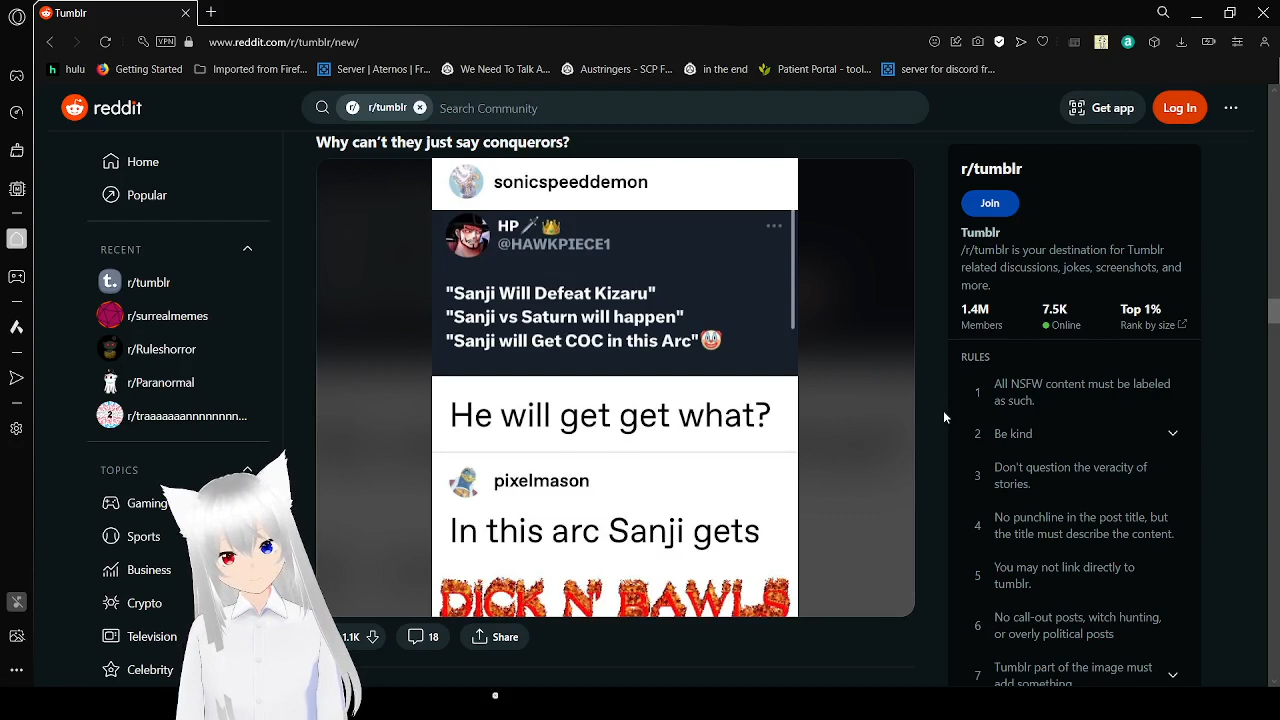 Tumblr
VPN
www.reddit.com/r/tumblr/new/
hulu
Getting Started
Imported from Firef...
Server | Aternos | Fr...
We Need To Talk A...
Austringers - SCP F...
in the end
Patient Portal - tool...
server for discord fr...
reddit
r/ r/tumblr
Search Community
Get app
Log In
Home
Popular
RECENT
r/tumblr
r/surrealmemes
r/Ruleshorror
r/Paranormal
r/traaaaaaannnnnnn...
TOPICS
Gaming
Sports
Business
Crypto
Television
Celebrity
Why can't they just say conquerors?
sonicspeeddemon
HP
@HAWKPIECE1
"Sanji Will Defeat Kizaru"
"Sanji vs Saturn will happen"
"Sanji will Get COC in this Arc"
He will get get what?
pixelmason
In this arc Sanji gets
DICK N' BAWLS
1.1K
18
Share
r/tumblr
Join
Tumblr
/r/tumblr is your destination for Tumblr
related discussions, jokes, screenshots, and
more.
1.4M 7.5K Top 1%
Members Online Rank by size
RULES
1 All NSFW content must be labeled
as such.
2 Be kind
3 Don't question the veracity of
stories.
4 No punchline in the post title, but
the title must describe the content.
5 You may not link directly to
tumblr.
6 No call-out posts, witch hunting,
or overly political posts
7 Tumblr part of the image must
add something